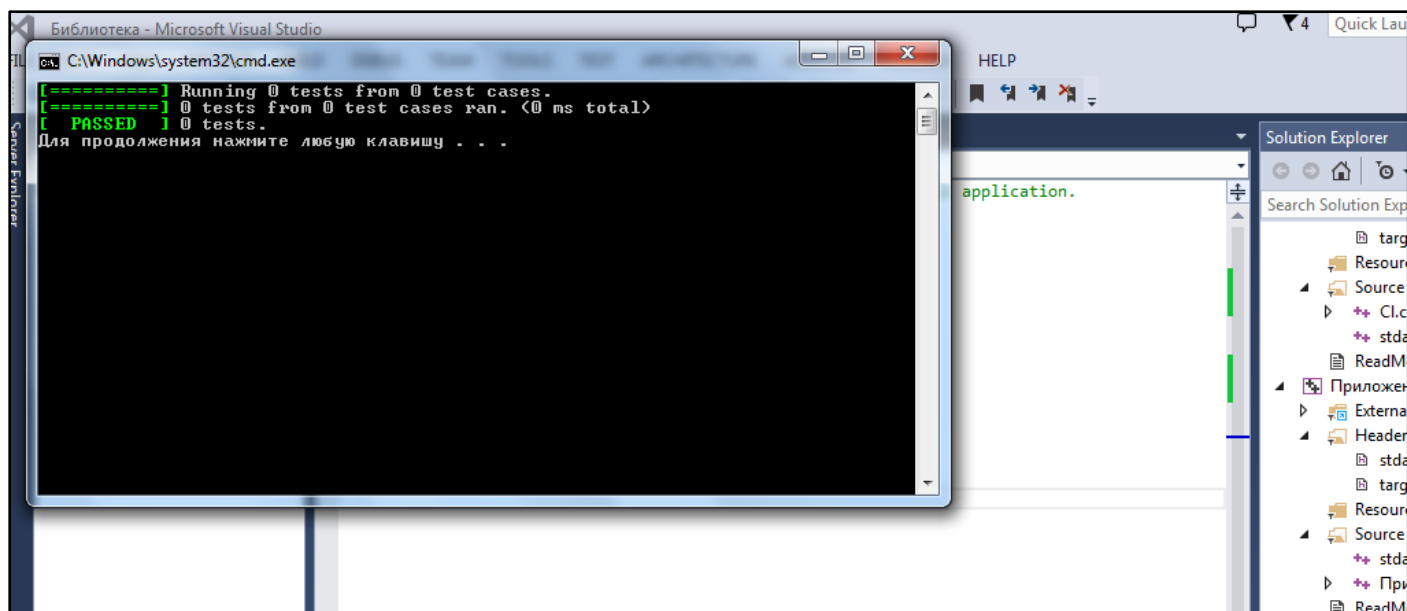 Библиотека - Microsoft Visual Studio
4
Quick Lau
C:\Windows\system32\cmd.exe
HELP
[==========] Running 0 tests from 0 test cases.
[==========] 0 tests from 0 test cases ran. (0 ms total)
[  PASSED  ] 0 tests.
Для продолжения нажмите любую клавишу . . .
Server Explorer
application.
Solution Explorer
Search Solution Exp
targ
Resour
Source
CI.c
stda
ReadM
Приложен
Externa
Header
stda
targ
Resour
Source
stda
При
ReadM